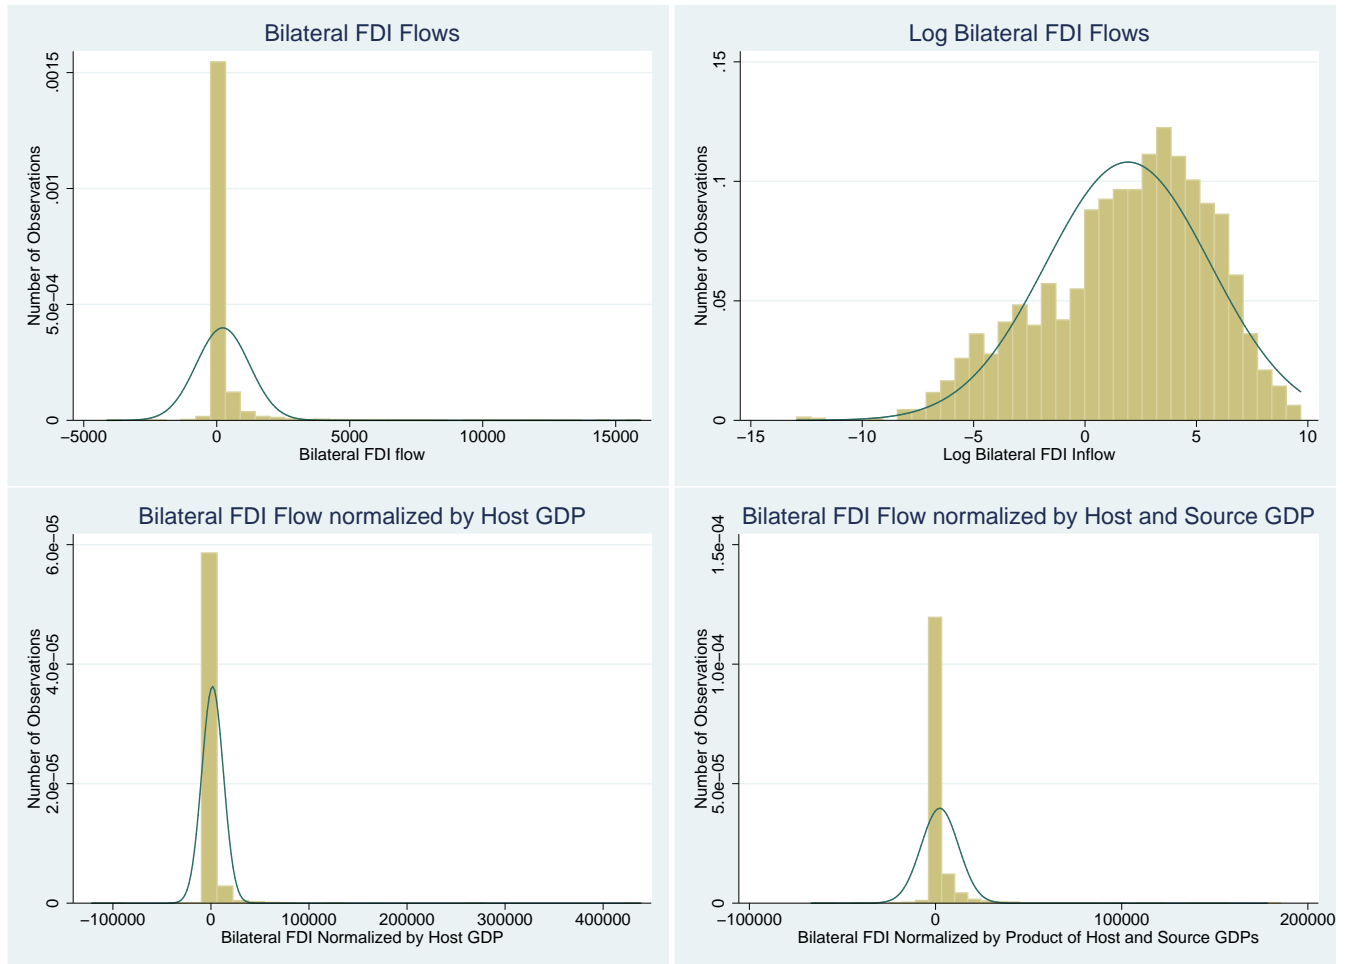 Bilateral FDI Flows
Number of Observations
0
5.0e−04
.001
.0015
−5000
0
5000
10000
15000
Bilateral FDI flow
Log Bilateral FDI Flows
Number of Observations
0
.05
.1
.15
−15
−10
−5
0
5
10
Log Bilateral FDI Inflow
Bilateral FDI Flow normalized by Host GDP
Number of Observations
0
2.0e−05
4.0e−05
6.0e−05
−100000
0
100000
200000
300000
400000
Bilateral FDI Normalized by Host GDP
Bilateral FDI Flow normalized by Host and Source GDP
Number of Observations
0
5.0e−05
1.0e−04
1.5e−04
−100000
0
100000
200000
Bilateral FDI Normalized by Product of Host and Source GDPs